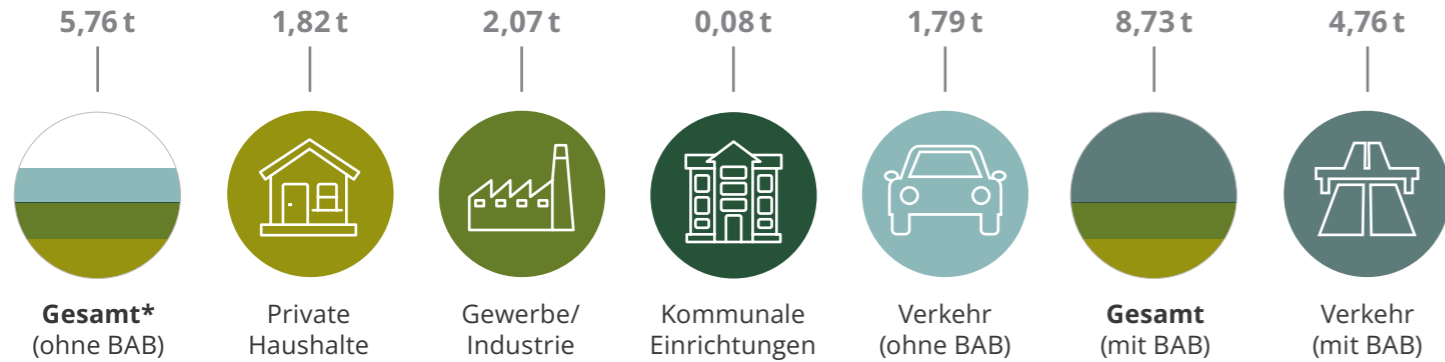 5,76 t
1,82 t
2,07 t
0,08 t
1,79 t
8,73 t
4,76 t
Gesamt*
(ohne BAB)
Private
Haushalte
Gewerbe/
Industrie
Kommunale
Einrichtungen
Verkehr
(ohne BAB)
Gesamt
(mit BAB)
Verkehr
(mit BAB)